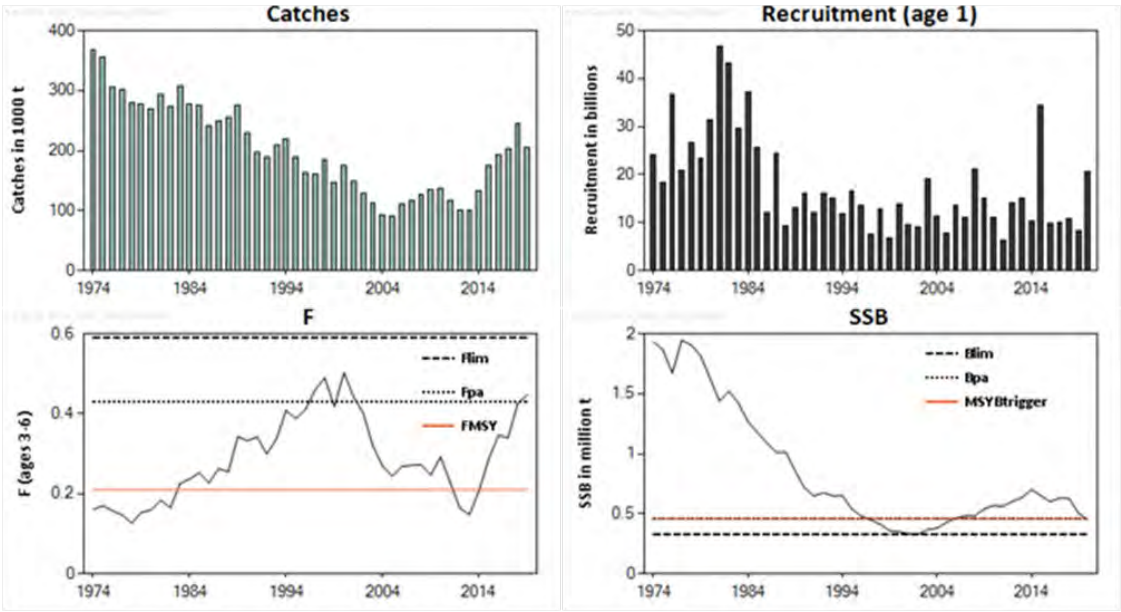 Catches
Catches in 1000 t
400
300
200
100
0
1974
1984
1994
2004
2014
Recruitment (age 1)
Recruitment in billions
50
40
30
20
10
0
1974
1984
1994
2004
2014
F
F (ages 3-6)
0.6
0.4
0.2
0
Flim
Fpa
FMSY
1974
1984
1994
2004
2014
SSB
SSB in million t
2
1.5
1
0.5
0
Blim
Bpa
MSYBtrigger
1974
1984
1994
2004
2014